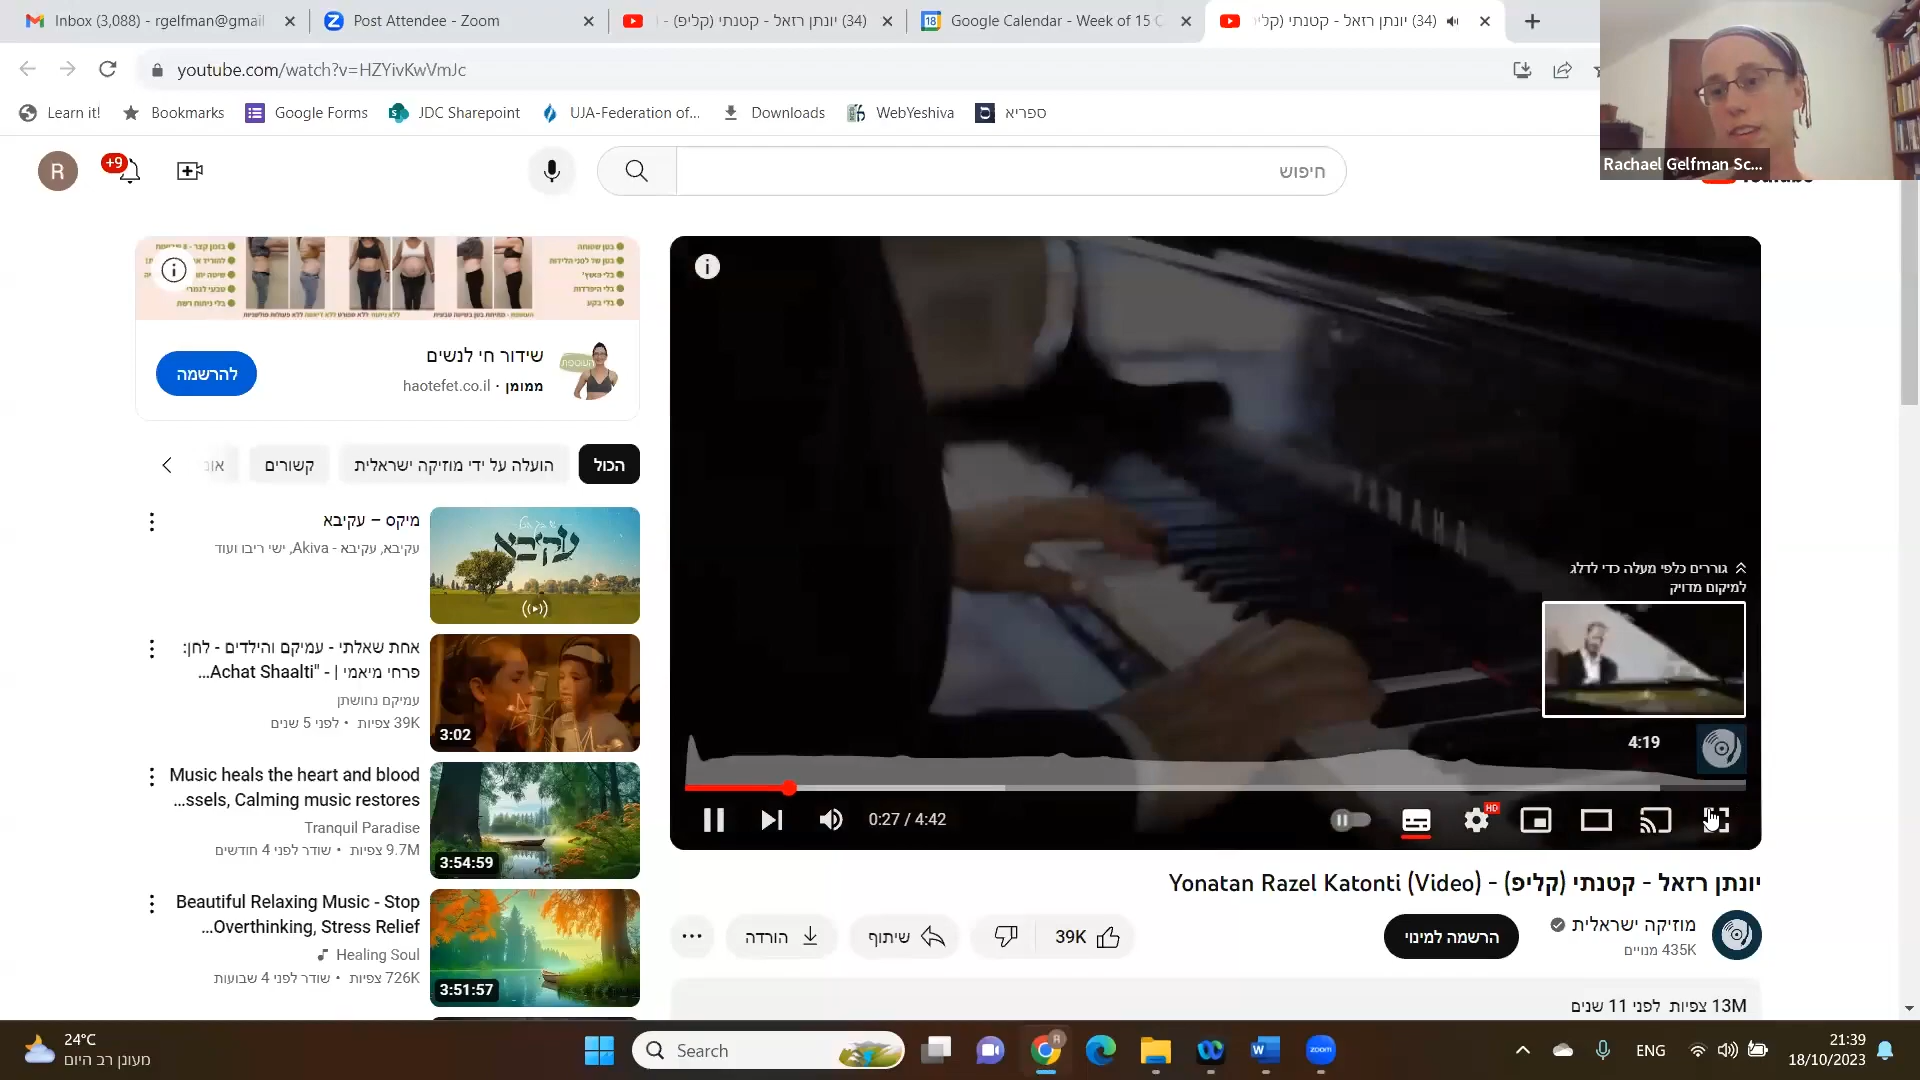 Inbox (3,088) - rgelfman@gmail
Post Attendee - Zoom
(34) יונתן רזאל - קטנתי (קליפ) -
Google Calendar - Week of 15 O
(34) יונתן רזאל - קטנתי (קליפ
youtube.com/watch?v=HZYivKwVmJc
Learn it!
Bookmarks
Google Forms
JDC Sharepoint
UJA-Federation of...
Downloads
WebYeshiva
ספריא
Rachael Gelfman Sc...
R
+9
חיפוש
שידור חי לנשים
ממומן · haotefet.co.il
להרשמה
הכול
הועלה על ידי מוזיקה ישראלית
קשורים
מיקס – עקיבא
עקיבא, עקיבא - Akiva, ישי ריבו ועוד
עקיבא
אחת שאלתי - עמיקם והילדים - לחן:
פרחי מיאמי | - "Achat Shaalti...
עמיקם נחושתן
39K צפיות • לפני 5 שנים
3:02
Music heals the heart and blood
...ssels, Calming music restores
Tranquil Paradise
9.7M צפיות • שודר לפני 4 חודשים
3:54:59
Beautiful Relaxing Music - Stop
...Overthinking, Stress Relief
Healing Soul
726K צפיות • שודר לפני 4 שבועות
3:51:57
YAMAHA
גוררים כלפי מעלה כדי לדלג
למיקום מדויק
4:19
0:27 / 4:42
HD
יונתן רזאל - קטנתי (קליפ) - Yonatan Razel Katonti (Video)
מוזיקה ישראלית
435K מנויים
הרשמה למינוי
39K
שיתוף
הורדה
13M צפיות לפני 11 שנים
24°C
מעונן רב היום
Search
zoom
ENG
21:39
18/10/2023